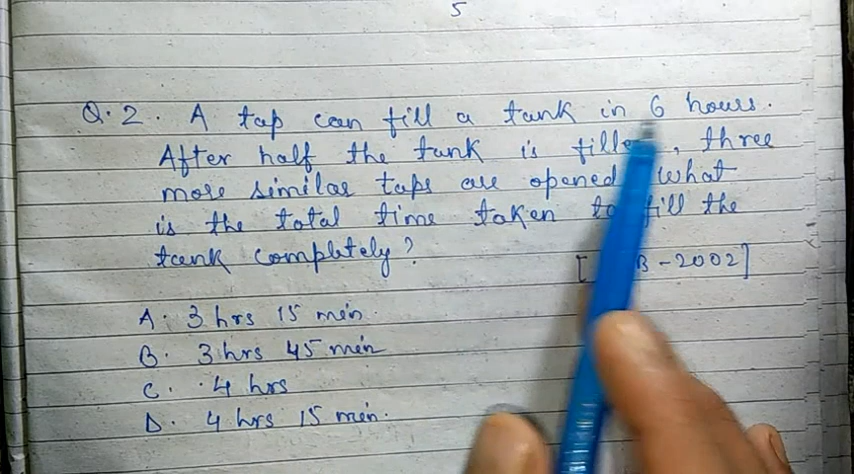 5
Q.2. A tap can fill a tank in 6 hours.
After half the tank is fille, three
more similar taps are opened what
is the total time taken to fill the
tank completely?
[ B-2002]
A. 3 hrs 15 min.
B. 3 hrs 45 min
C. 4 hrs
D. 4 hrs 15 min.